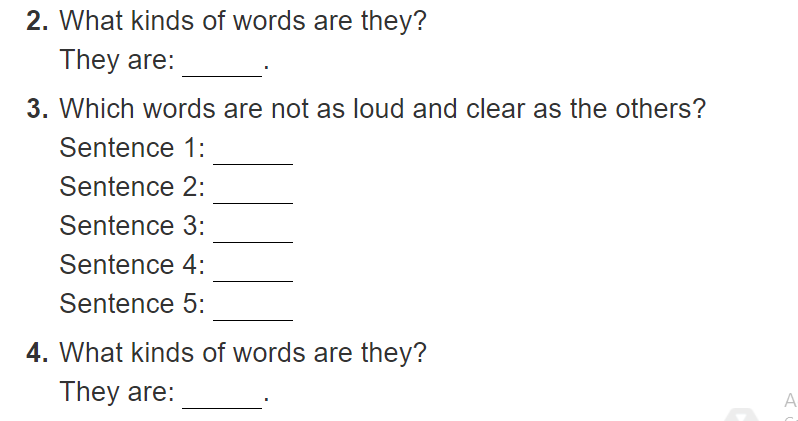 2. What kinds of words are they?
They are: ______.
3. Which words are not as loud and clear as the others?
Sentence 1: ______
Sentence 2: ______
Sentence 3: ______
Sentence 4: ______
Sentence 5: ______
4. What kinds of words are they?
They are: ______.
A